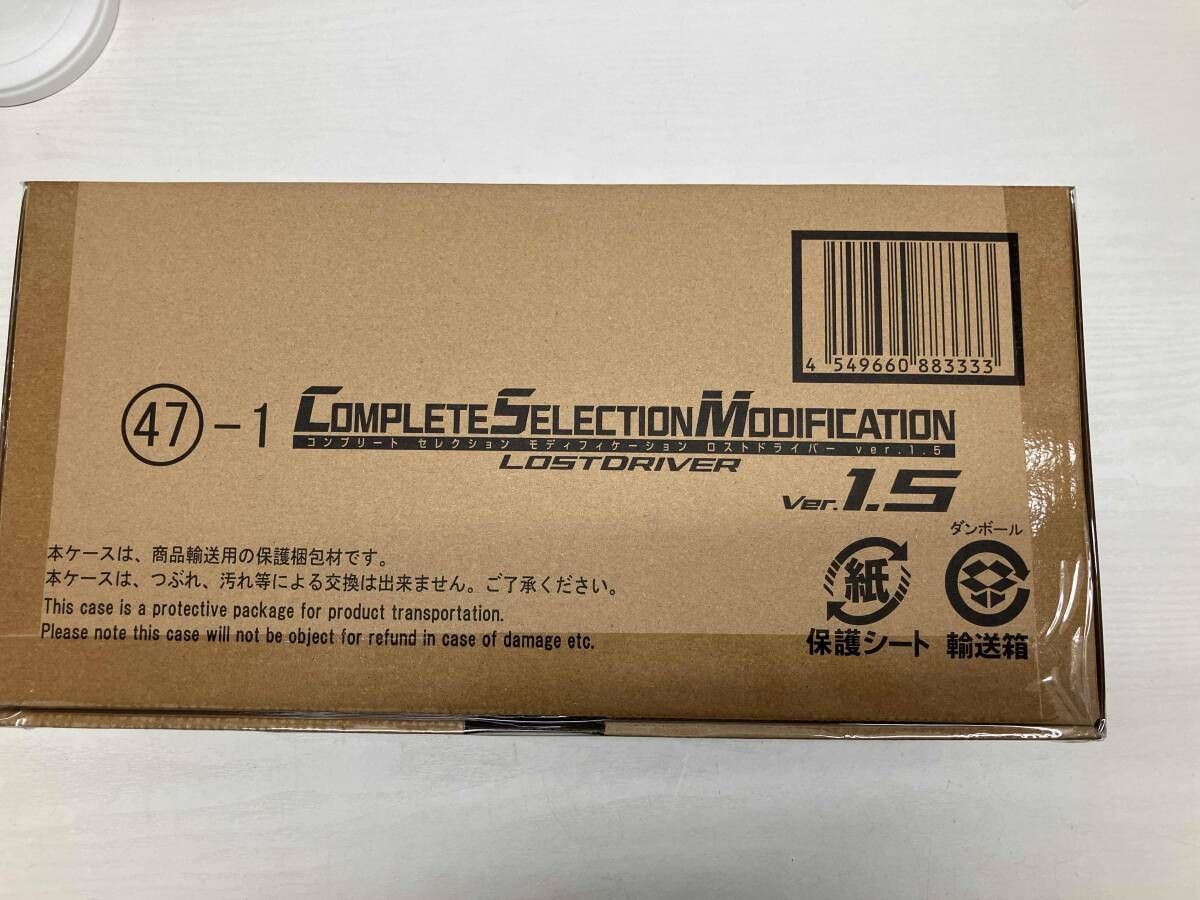 4 549660 883333
㊼-1 COMPLETE SELECTION MODIFICATION
コンプリート セレクション モディフィケーション ロストドライバー ver.1.5
LOSTDRIVER
Ver.1.5
本ケースは、商品輸送用の保護梱包材です。
本ケースは、つぶれ、汚れ等による交換は出来ません。ご了承ください。
This case is a protective package for product transportation.
Please note this case will not be object for refund in case of damage etc.
紙
保護シート
ダンボール
輸送箱